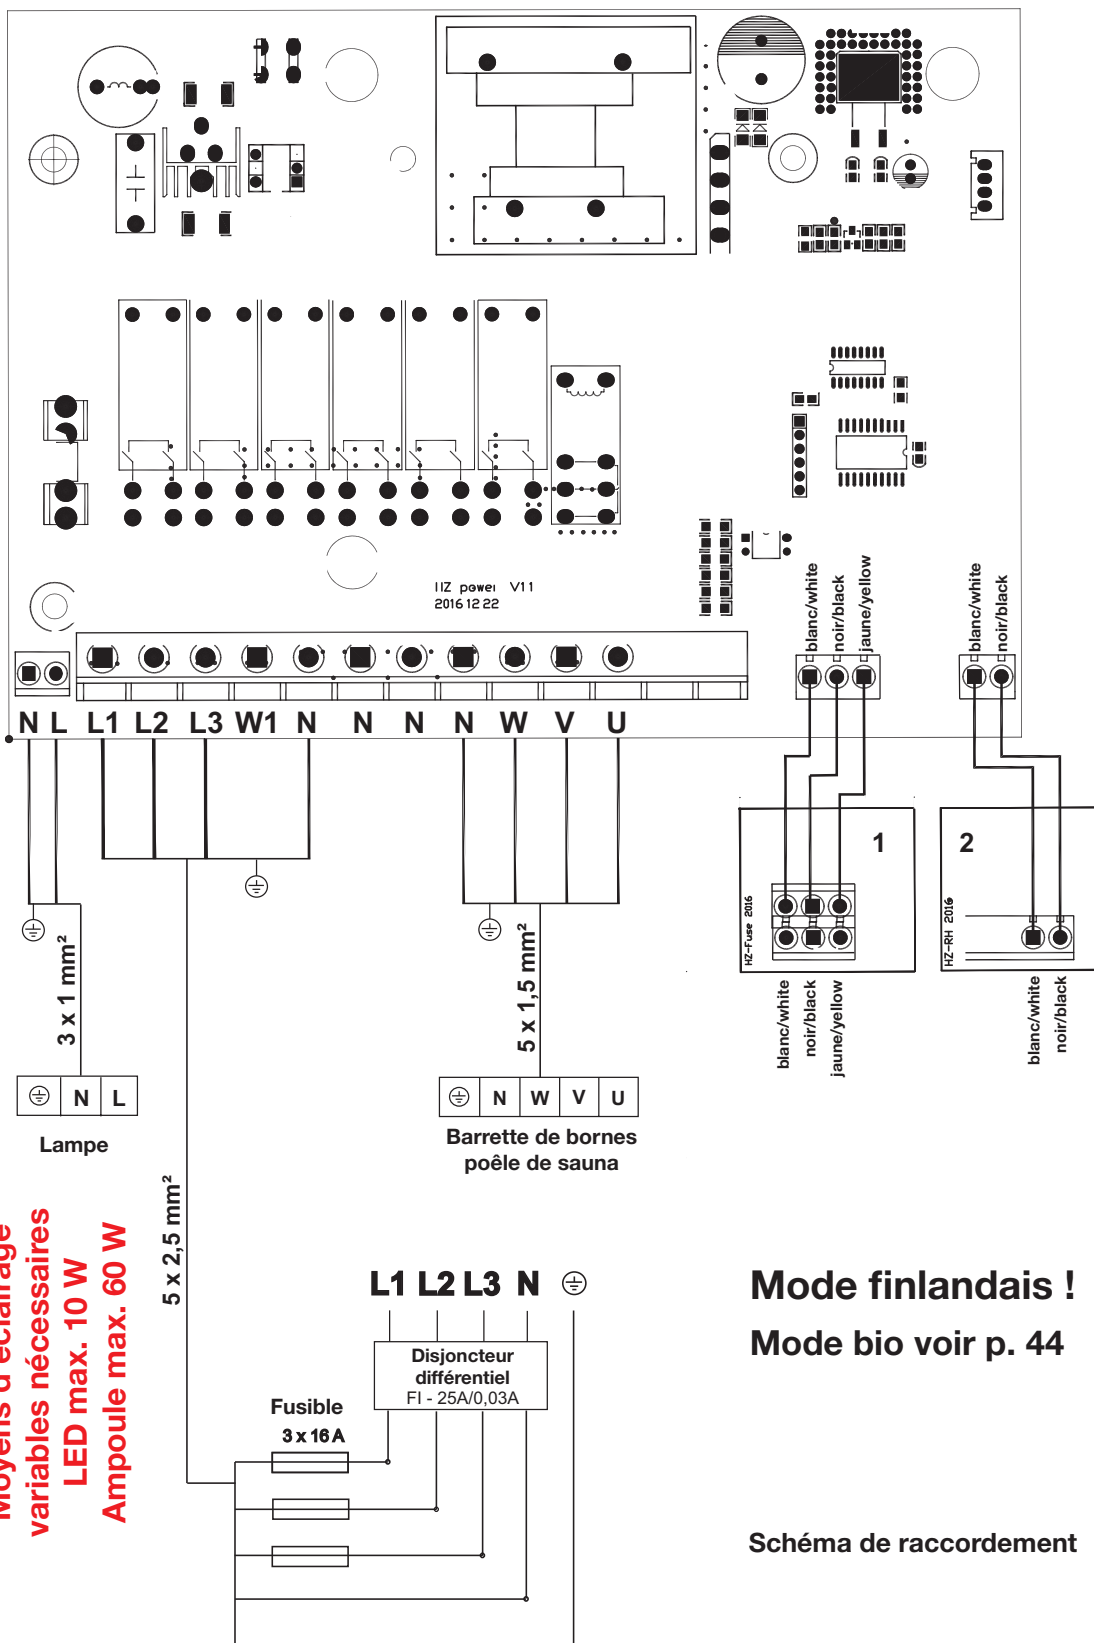 HZ power V11
2016 12 22
blanc/white
noir/black
jaune/yellow
blanc/white
noir/black
N L L1 L2 L3 W1 N N N N W V U
1
HZ-Fuse 2016
2
HZ-RH 2016
blanc/white
noir/black
jaune/yellow
blanc/white
noir/black
3 x 1 mm²
5 x 1,5 mm²
N L
Lampe
N W V U
Barrette de bornes
poêle de sauna
5 x 2,5 mm²
Moyens d'éclairage
variables nécessaires
LED max. 10 W
Ampoule max. 60 W
L1 L2 L3 N
Disjoncteur
différentiel
FI - 25A/0,03A
Fusible
3 x 16 A
Mode finlandais !
Mode bio voir p. 44
Schéma de raccordement